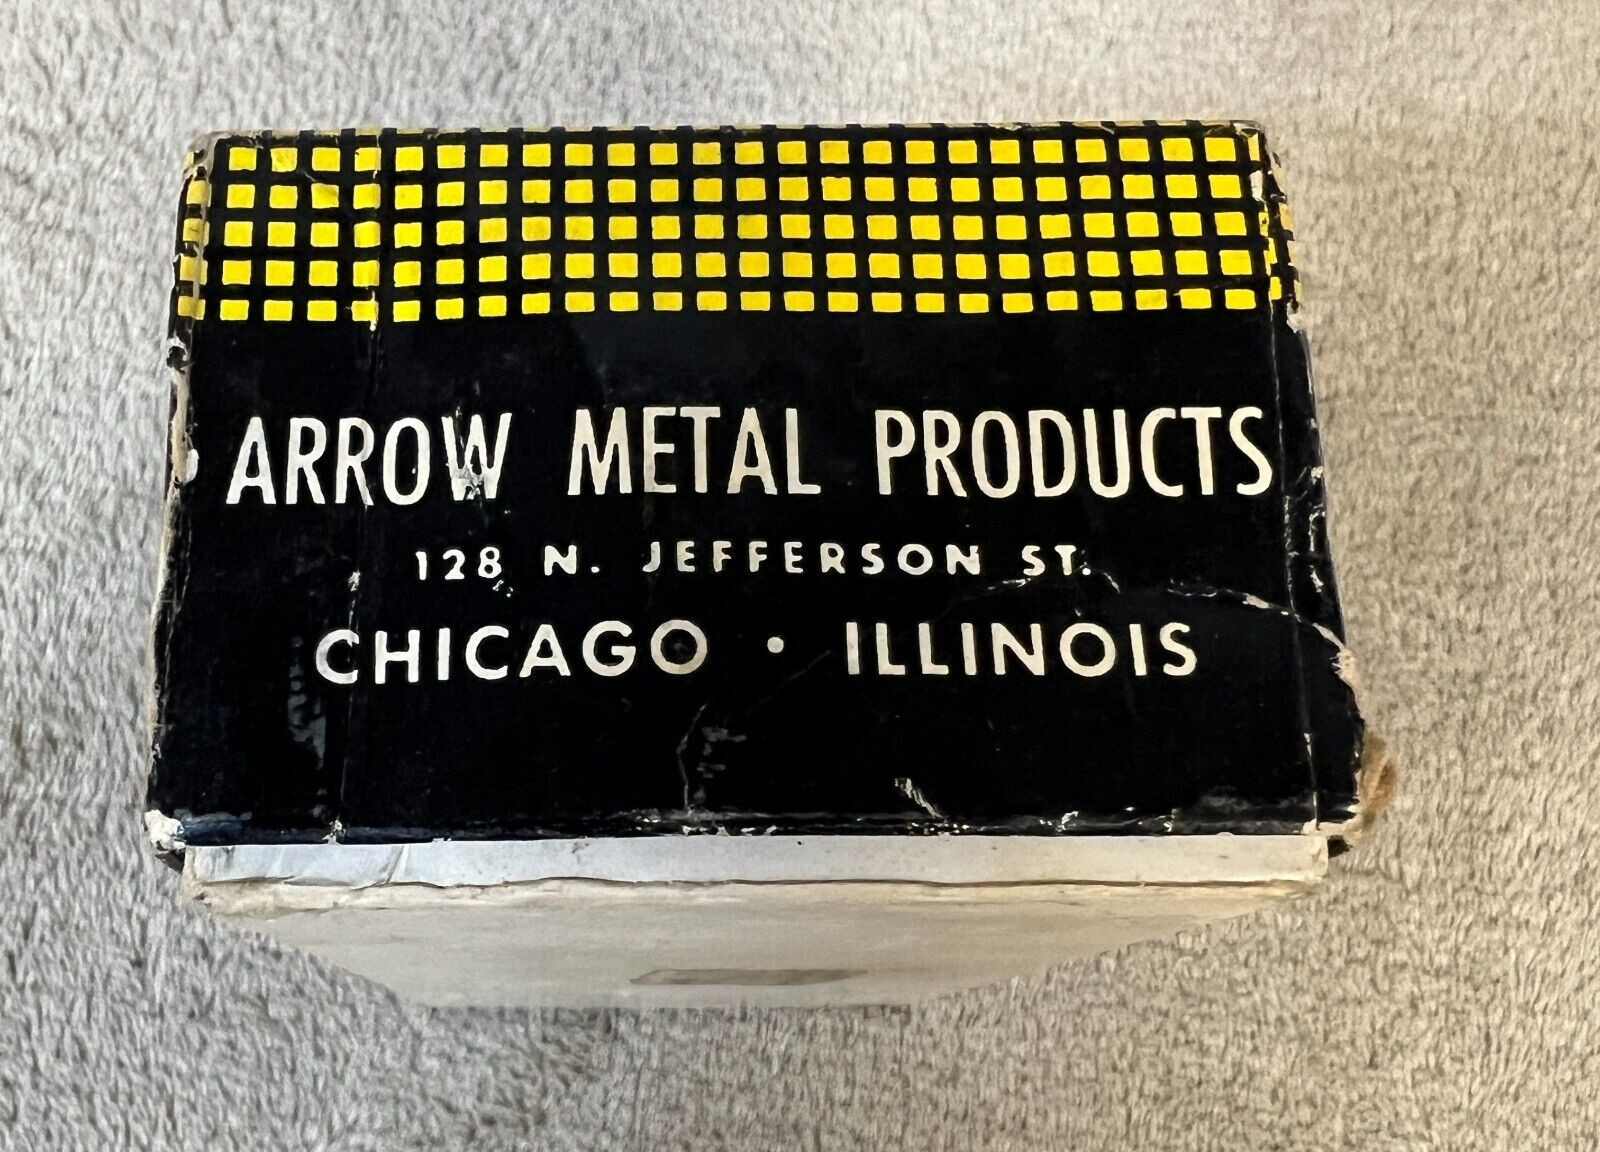 ARROW METAL PRODUCTS
128 N. JEFFERSON ST.
CHICAGO • ILLINOIS